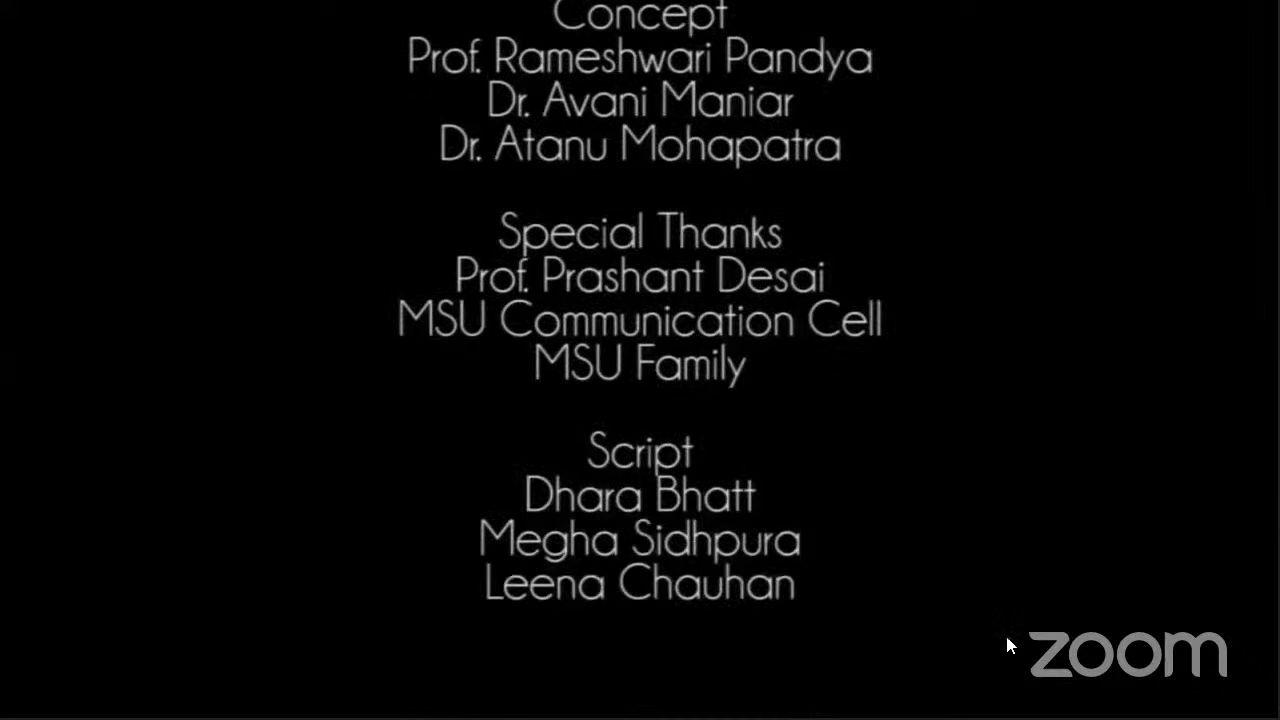 Concept
Prof. Rameshwari Pandya
Dr. Avani Maniar
Dr. Atanu Mohapatra
Special Thanks
Prof. Prashant Desai
MSU Communication Cell
MSU Family
Script
Dhara Bhatt
Megha Sidhpura
Leena Chauhan
zoom